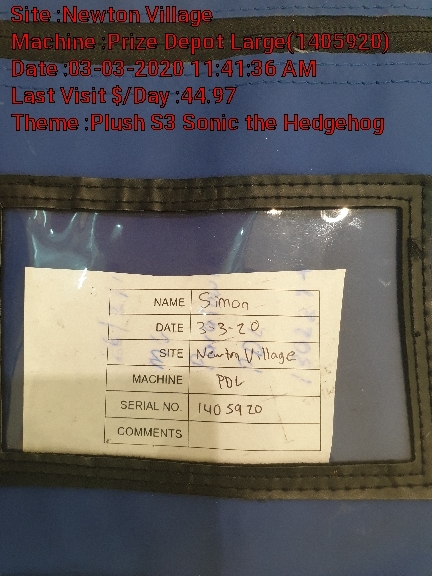 Site :Newton Village
Machine :Prize Depot Large(1405920)
Date :03-03-2020 11:41:36 AM
Last Visit $/Day :44.97
Theme :Plush S3 Sonic the Hedgehog
NAME Simon
DATE 3-3-20
SITE Newton Village
MACHINE PDL
SERIAL NO. 1405920
COMMENTS